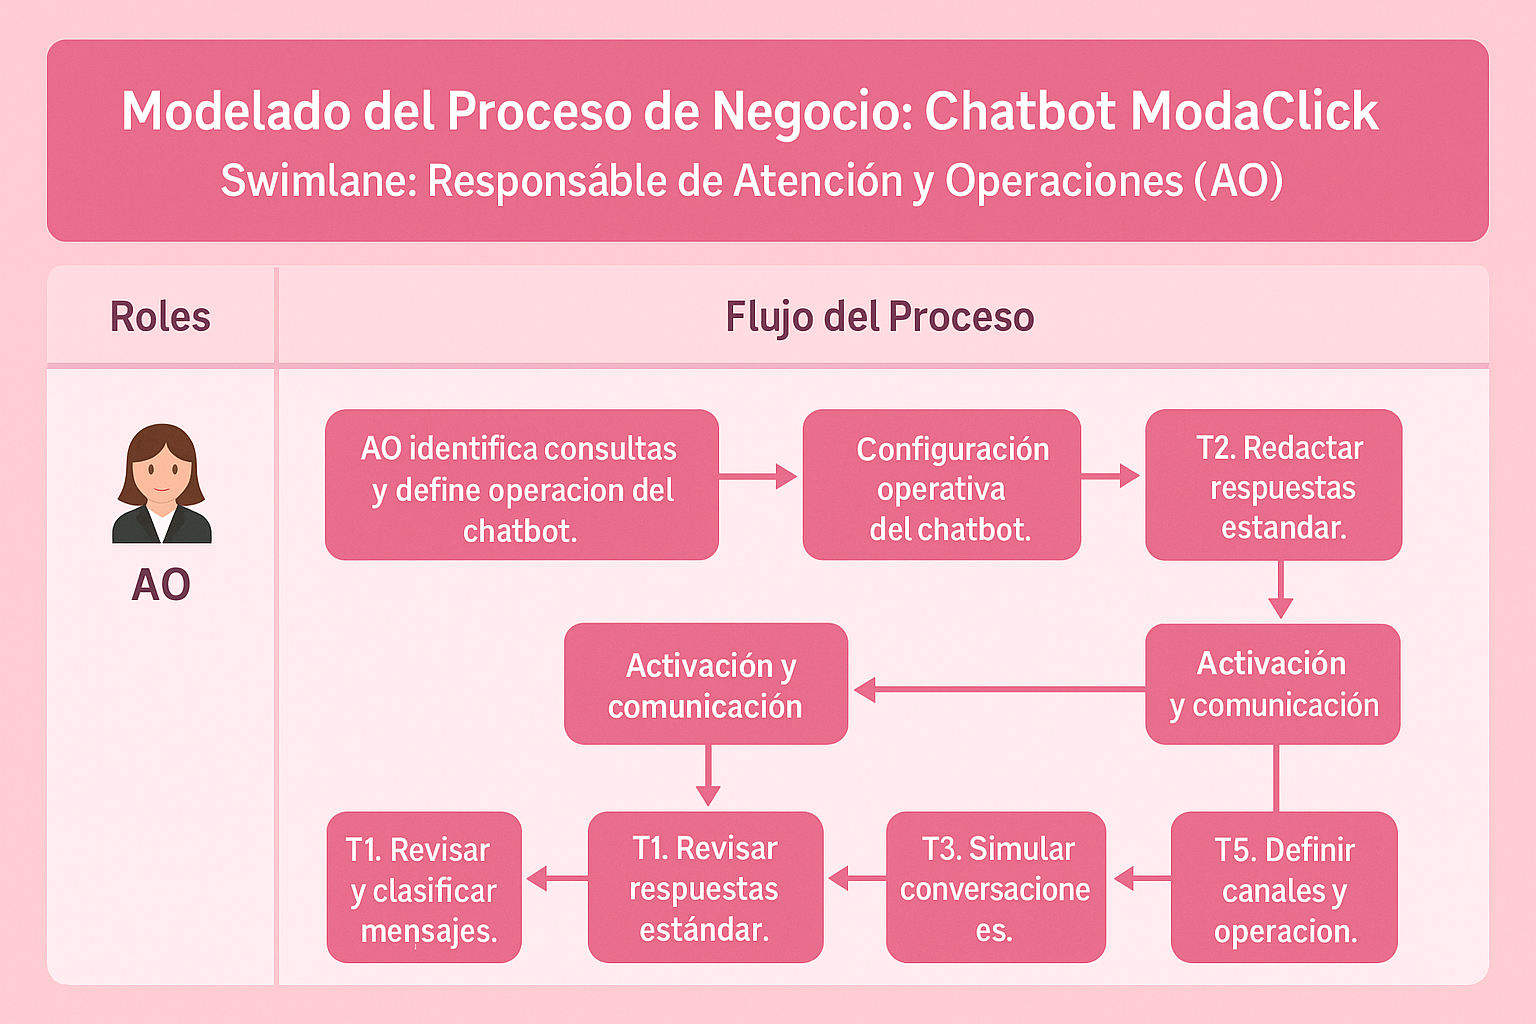 Modelado del Proceso de Negocio: Chatbot ModaClick
Swimlane: Responsáble de Atención y Operaciones (AO)
Roles
Flujo del Proceso
AO
AO identifica consultas
y define operacion del
chatbot.
Configuración
operativa
del chatbot.
T2. Redactar
respuestas
estandar.
Activación y
comunicación
Activación
y comunicación
T1. Revisar
y clasificar
mensajes.
T1. Revisar
respuestas
estándar.
T3. Simular
conversacione
es.
T5. Definir
canales y
operacion.